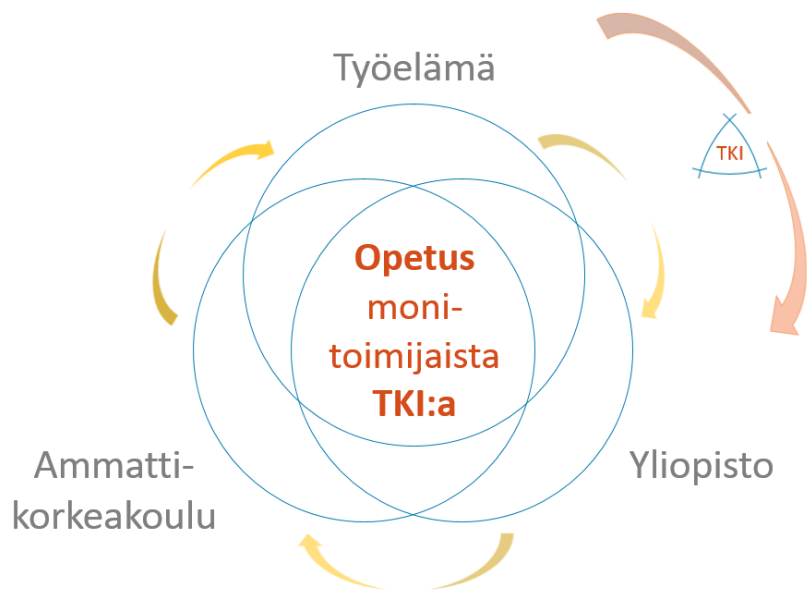 Työelämä
TKI
Opetus
moni-
toimijaista
TKI:a
Ammatti-
korkeakoulu
Yliopisto